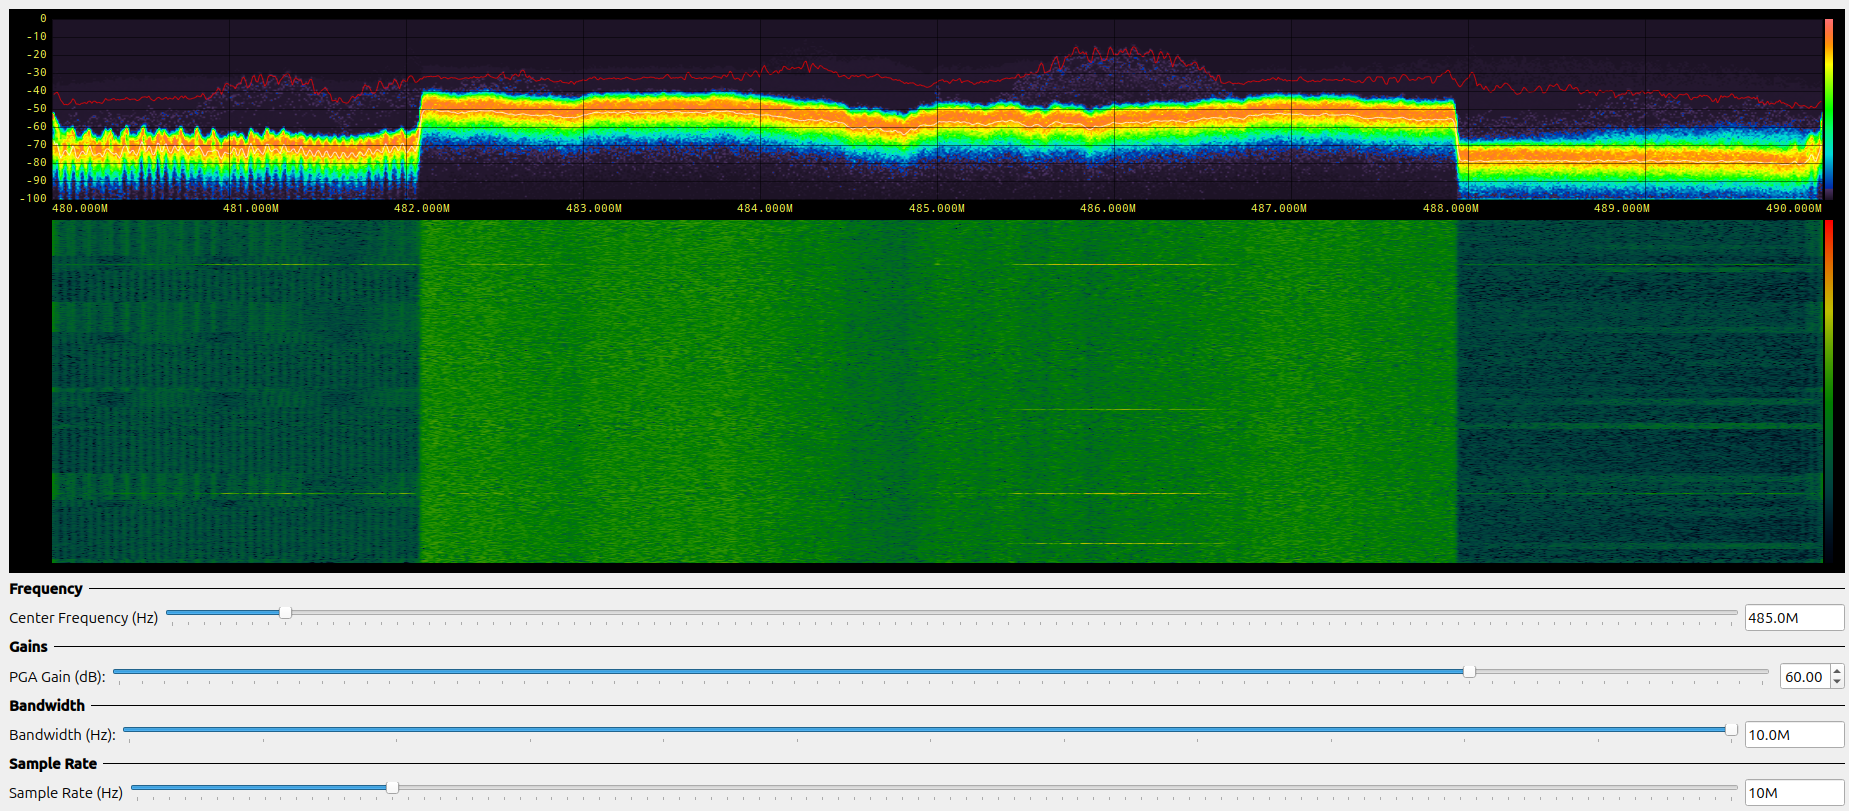 0
-10
-20
-30
-40
-50
-60
-70
-80
-90
-100
480.000M 481.000M 482.000M 483.000M 484.000M 485.000M 486.000M 487.000M 488.000M 489.000M 490.000M
Frequency
Center Frequency (Hz) 485.0M
Gains
PGA Gain (dB): 60.00
Bandwidth
Bandwidth (Hz): 10.0M
Sample Rate
Sample Rate (Hz) 10M